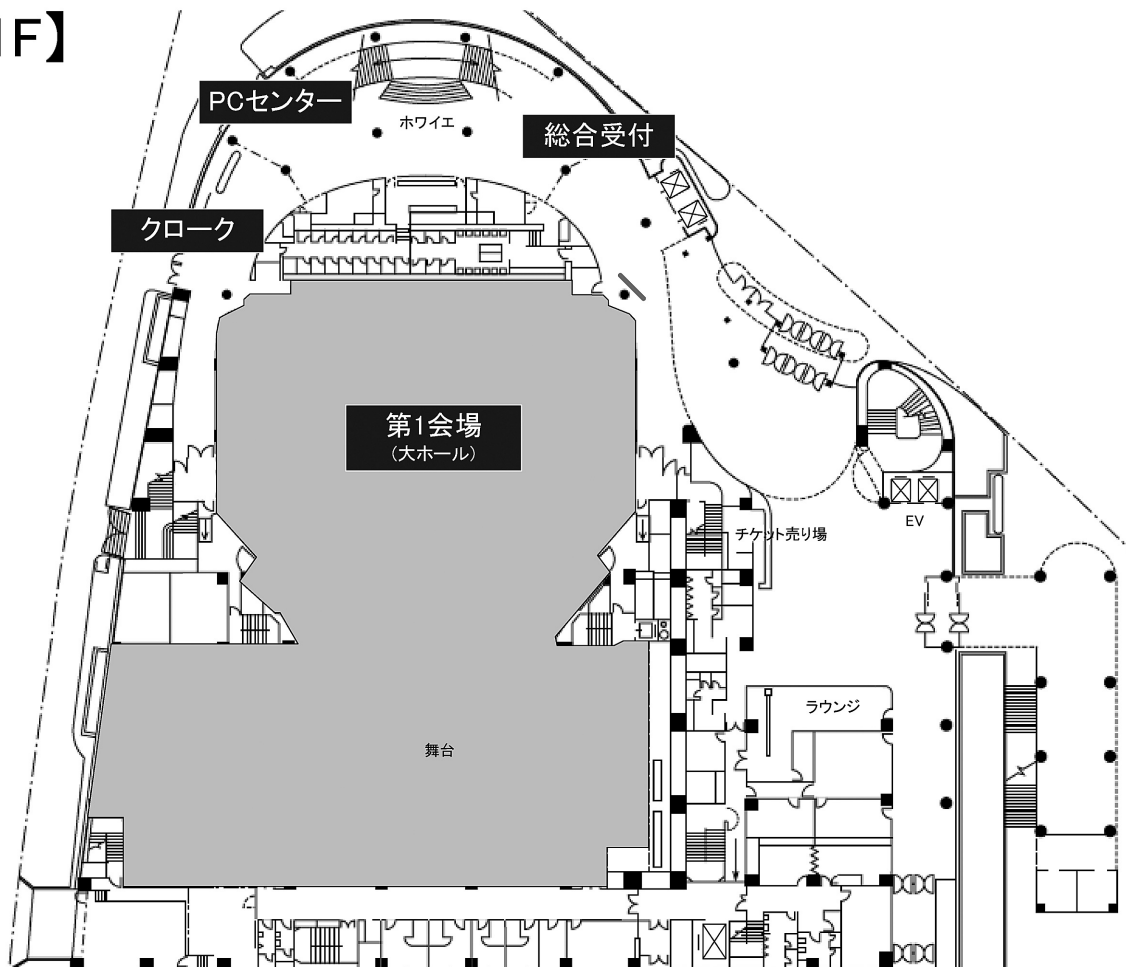 1F】
PCセンター
ホワイエ
総合受付
クローク
第1会場
(大ホール)
EV
チケット売り場
ラウンジ
舞台